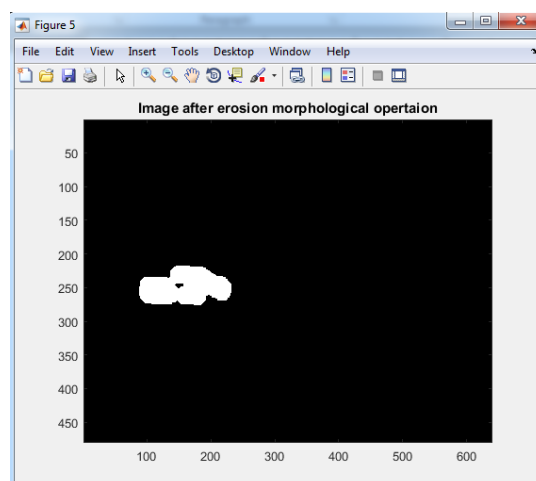 Figure 5
File Edit View Insert Tools Desktop Window Help
Image after erosion morphological opertaion
50
100
150
200
250
300
350
400
450
100 200 300 400 500 600